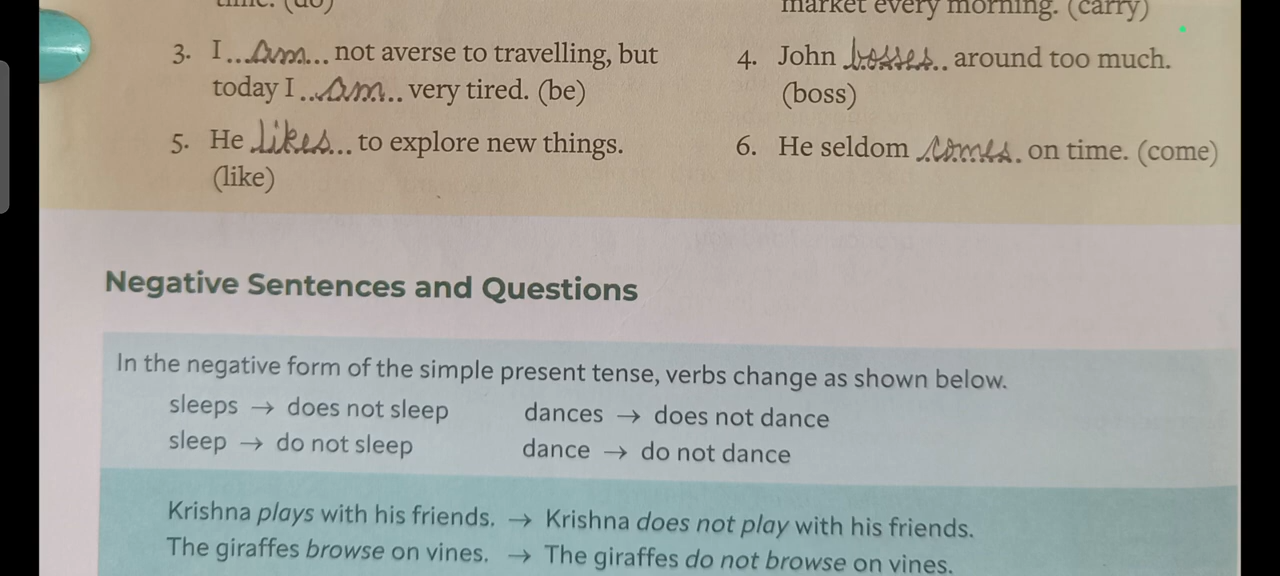 time. (do)
market every morning. (carry)
3. I ...am... not averse to travelling, but
today I ...am.. very tired. (be)
4. John .bosses.. around too much.
(boss)
5. He .likes... to explore new things.
(like)
6. He seldom .comes. on time. (come)
Negative Sentences and Questions
In the negative form of the simple present tense, verbs change as shown below.
sleeps → does not sleep dances → does not dance
sleep → do not sleep dance → do not dance
Krishna plays with his friends. → Krishna does not play with his friends.
The giraffes browse on vines. → The giraffes do not browse on vines.